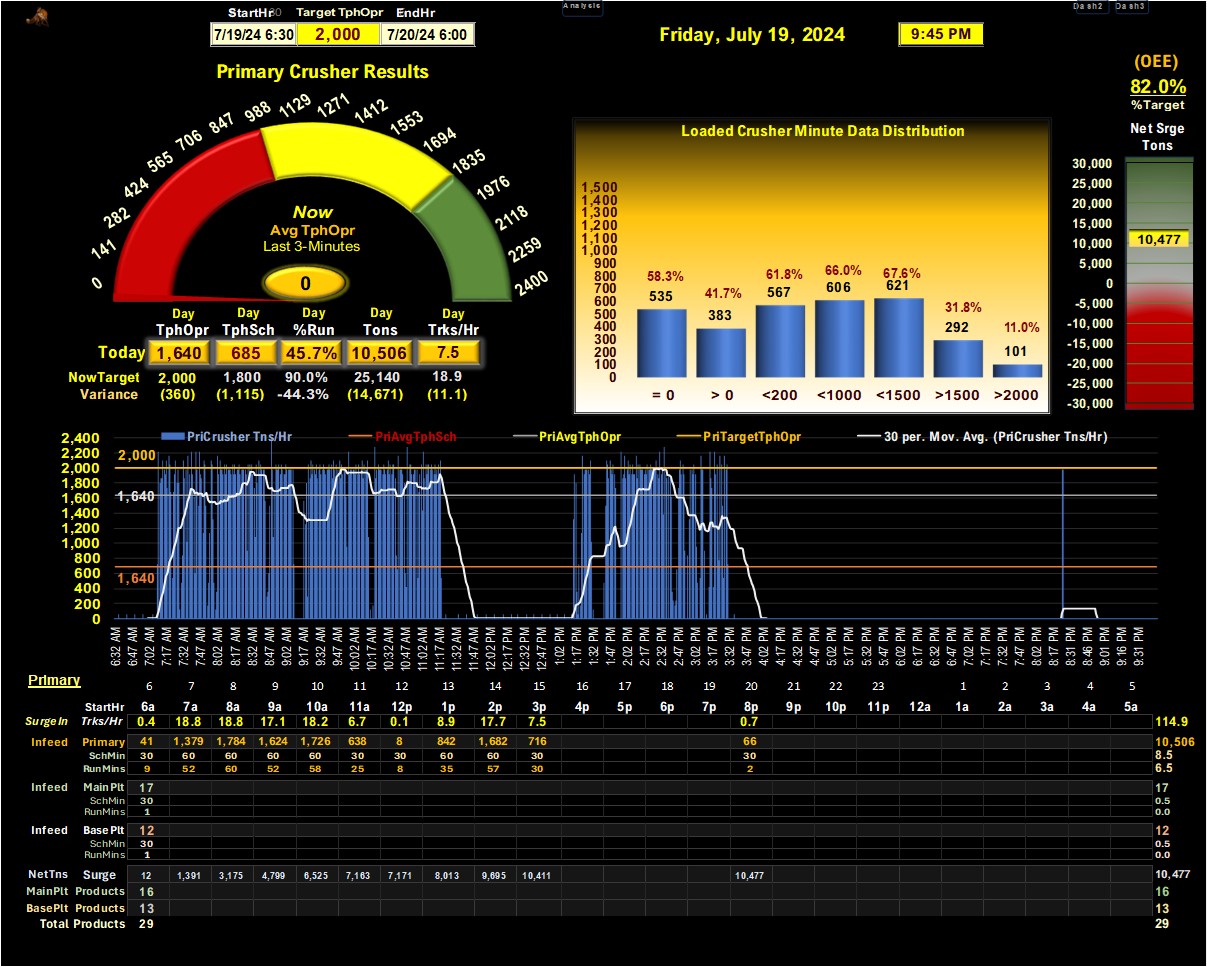 Analysis
Dash2 Dash3
StartHr30 Target TphOpr EndHr
7/19/24 6:30 2,000 7/20/24 6:00
Friday, July 19, 2024
9:45 PM
Primary Crusher Results
0
141
282
424
565
706
847
988
1129
1271
1412
1553
1694
1835
1976
2118
2259
2400
Now
Avg TphOpr
Last 3-Minutes
0
Day Day Day Day Day
TphOpr TphSch %Run Tons Trks/Hr
Today 1,640 685 45.7% 10,506 7.5
NowTarget 2,000 1,800 90.0% 25,140 18.9
Variance (360) (1,115) -44.3% (14,671) (11.1)
Loaded Crusher Minute Data Distribution
1,500
1,400
1,300
1,200
1,100
1,000
900
800
700
600
500
400
300
200
100
0
58.3% 41.7% 61.8% 66.0% 67.6% 31.8% 11.0%
535 383 567 606 621 292 101
= 0 > 0 <200 <1000 <1500 >1500 >2000
(OEE)
82.0%
%Target
Net Srge
Tons
30,000
25,000
20,000
15,000
10,000
5,000
0
-5,000
-10,000
-15,000
-20,000
-25,000
-30,000
10,477
PriCrusher Tns/Hr PriAvgTphSch PriAvgTphOpr PriTargetTphOpr 30 per. Mov. Avg. (PriCrusher Tns/Hr)
2,400
2,200
2,000
1,800
1,600
1,400
1,200
1,000
800
600
400
200
0
2,000
1,640
1,640
6:32 AM 6:47 AM 7:02 AM 7:17 AM 7:32 AM 7:47 AM 8:02 AM 8:17 AM 8:32 AM 8:47 AM 9:02 AM 9:17 AM 9:32 AM 9:47 AM 10:02 AM 10:17 AM 10:32 AM 10:47 AM 11:02 AM 11:17 AM 11:32 AM 11:47 AM 12:02 PM 12:17 PM 12:32 PM 12:47 PM 1:02 PM 1:17 PM 1:32 PM 1:47 PM 2:02 PM 2:17 PM 2:32 PM 2:47 PM 3:02 PM 3:17 PM 3:32 PM 3:47 PM 4:02 PM 4:17 PM 4:32 PM 4:47 PM 5:02 PM 5:17 PM 5:32 PM 5:47 PM 6:02 PM 6:17 PM 6:32 PM 6:47 PM 7:02 PM 7:17 PM 7:32 PM 7:47 PM 8:02 PM 8:17 PM 8:31 PM 8:46 PM 9:01 PM 9:16 PM 9:31 PM
Primary
6 7 8 9 10 11 12 13 14 15 16 17 18 19 20 21 22 23 1 2 3 4 5
StartHr 6a 7a 8a 9a 10a 11a 12p 1p 2p 3p 4p 5p 6p 7p 8p 9p 10p 11p 12a 1a 2a 3a 4a 5a
SurgeIn Trks/Hr 0.4 18.8 18.8 17.1 18.2 6.7 0.1 8.9 17.7 7.5 0.7 114.9
Infeed Primary 41 1,379 1,784 1,624 1,726 638 8 842 1,682 716 66 10,506
SchMin 30 60 60 60 60 30 30 60 60 30 30 8.5
RunMins 9 52 60 52 58 25 8 35 57 30 2 6.5
Infeed MainPlt 17 17
SchMin 30 0.5
RunMins 1 0.0
Infeed BasePlt 12 12
SchMin 30 0.5
RunMins 1 0.0
NetTns Surge 12 1,391 3,175 4,799 6,525 7,163 7,171 8,013 9,695 10,411 10,477 10,477
MainPlt Products 16 16
BasePlt Products 13 13
Total Products 29 29